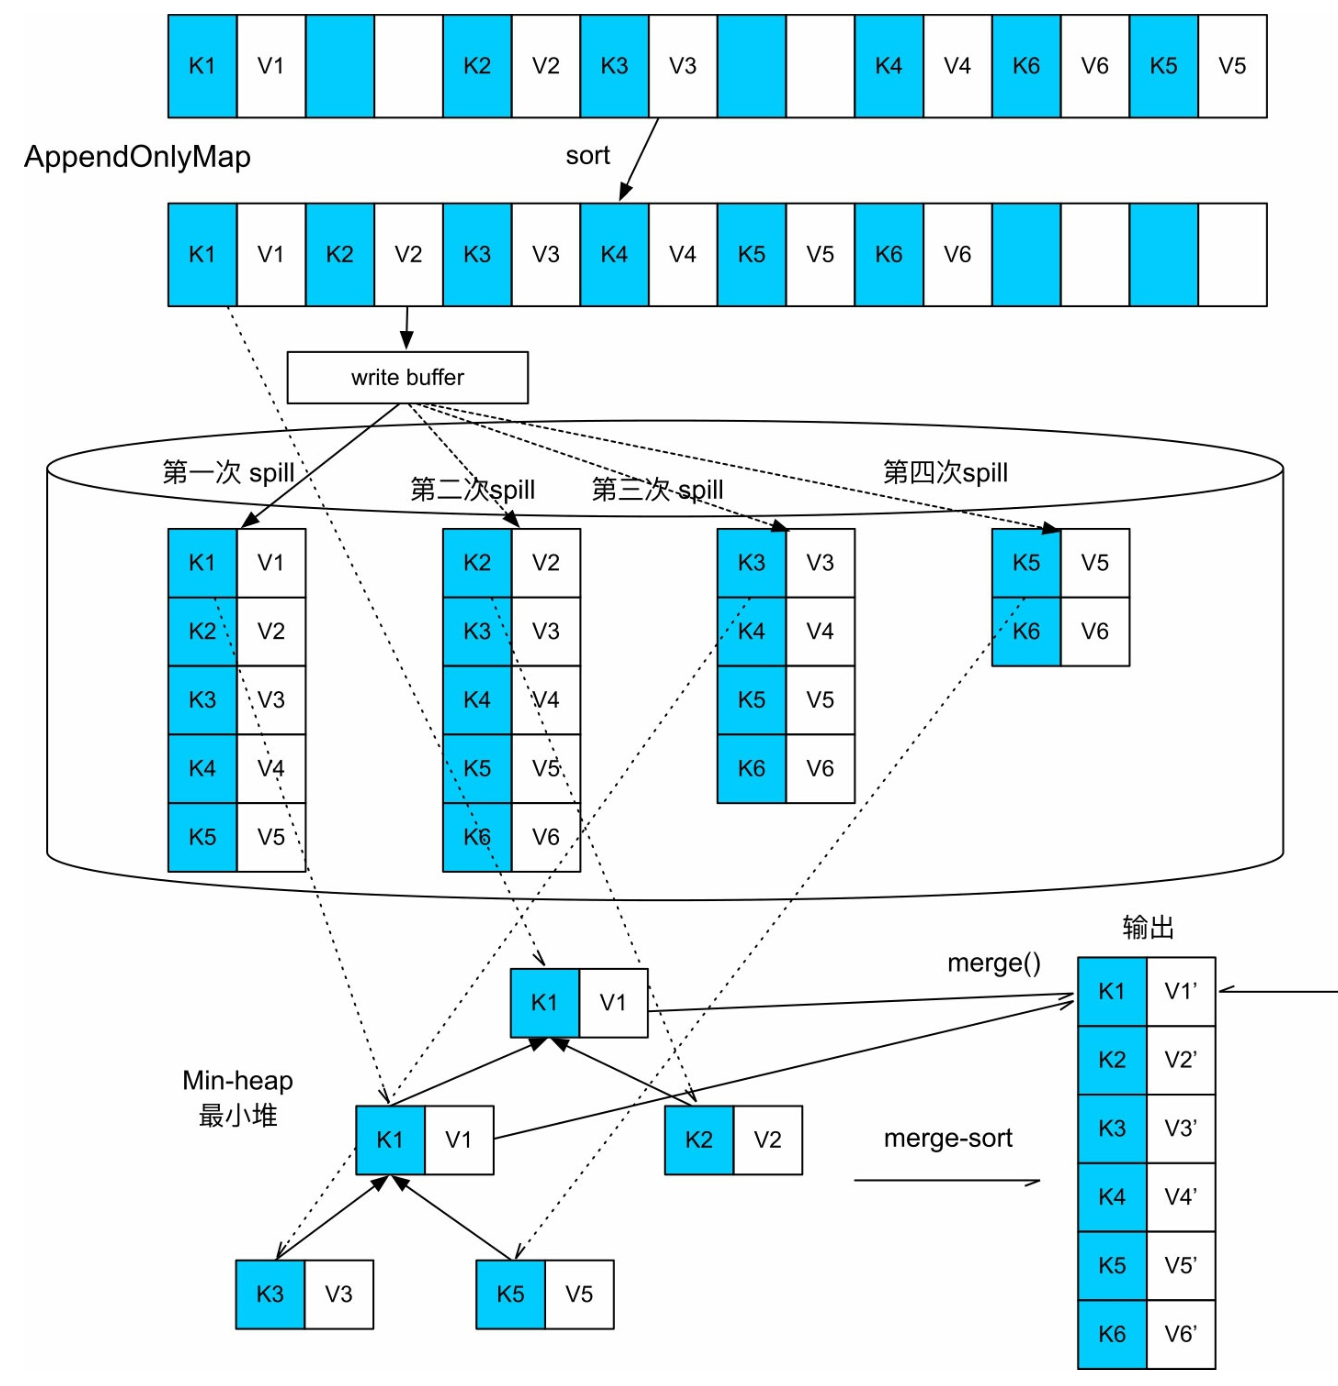 K1 V1 K2 V2 K3 V3 K4 V4 K6 V6 K5 V5
AppendOnlyMap
sort
K1 V1 K2 V2 K3 V3 K4 V4 K5 V5 K6 V6
write buffer
第一次 spill
第二次spill
第三次 spill
第四次spill
K1 V1
K2 V2
K3 V3
K4 V4
K5 V5
K2 V2
K3 V3
K4 V4
K5 V5
K6 V6
K3 V3
K4 V4
K5 V5
K6 V6
K5 V5
K6 V6
K1 V1
Min-heap
最小堆
K1 V1
K2 V2
K3 V3
K5 V5
merge()
merge-sort
输出
K1 V1’
K2 V2’
K3 V3’
K4 V4’
K5 V5’
K6 V6’